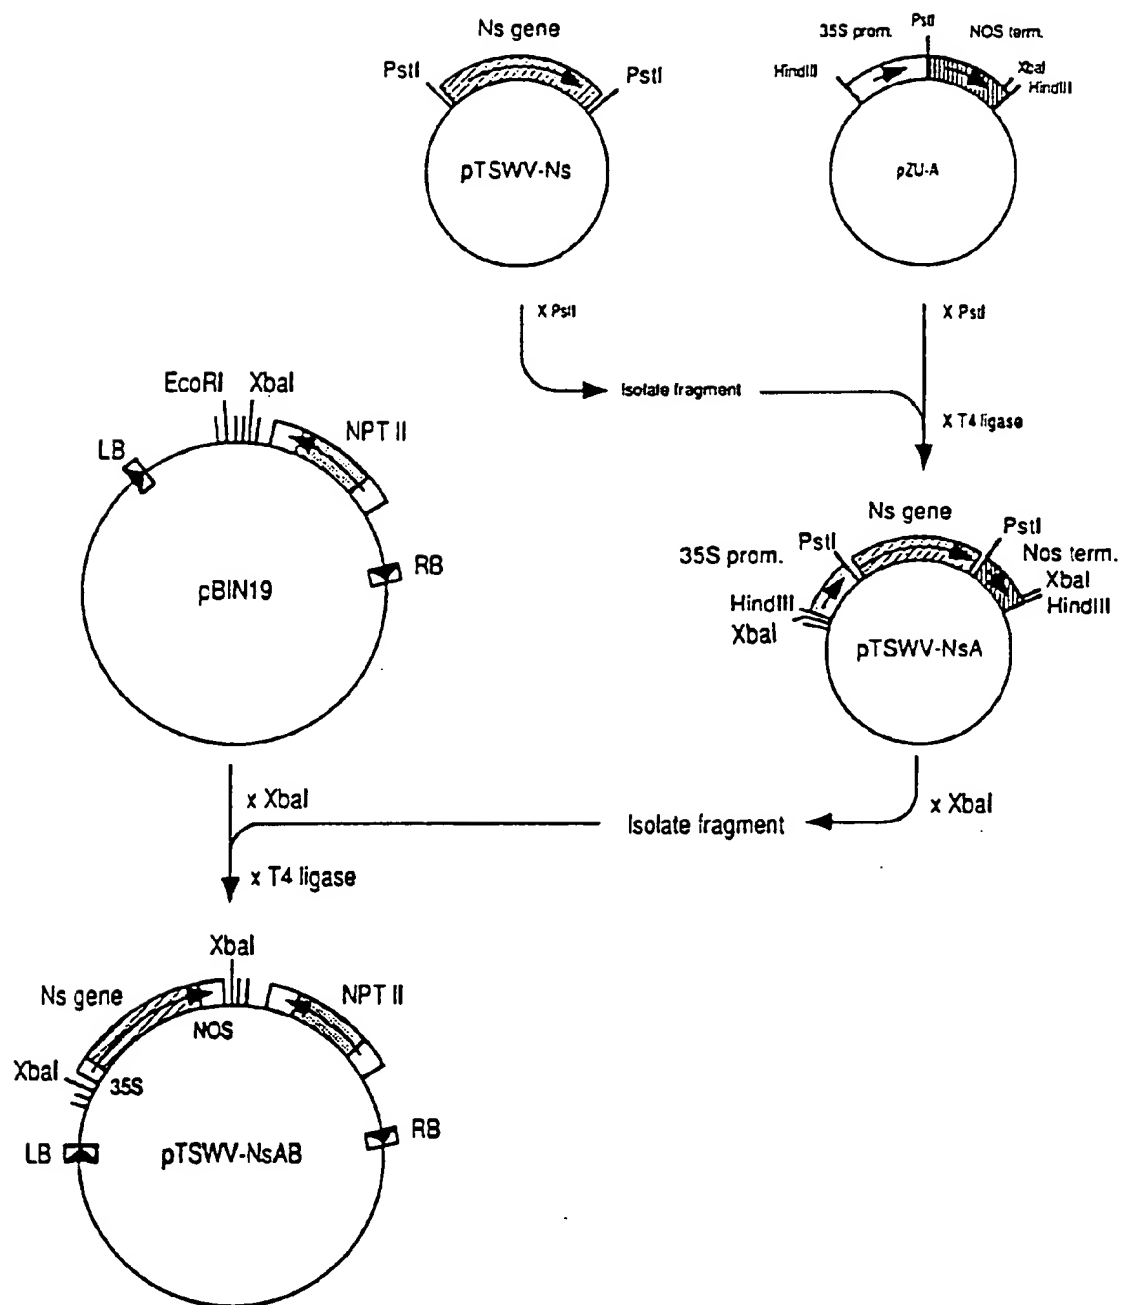 Ns gene
PstI
PstI
pTSWV-Ns
35S prom.
PstI
NOS term.
HindIII
XbaI
HindIII
pZU-A
X PstI
X PstI
Isolate fragment
X T4 ligase
EcoRI
XbaI
NPT II
LB
RB
pBIN19
Ns gene
PstI
PstI
35S prom.
Nos term.
XbaI
HindIII
HindIII
XbaI
pTSWV-NsA
x XbaI
x XbaI
Isolate fragment
x T4 ligase
XbaI
Ns gene
NPT II
NOS
XbaI
35S
LB
RB
pTSWV-NsAB